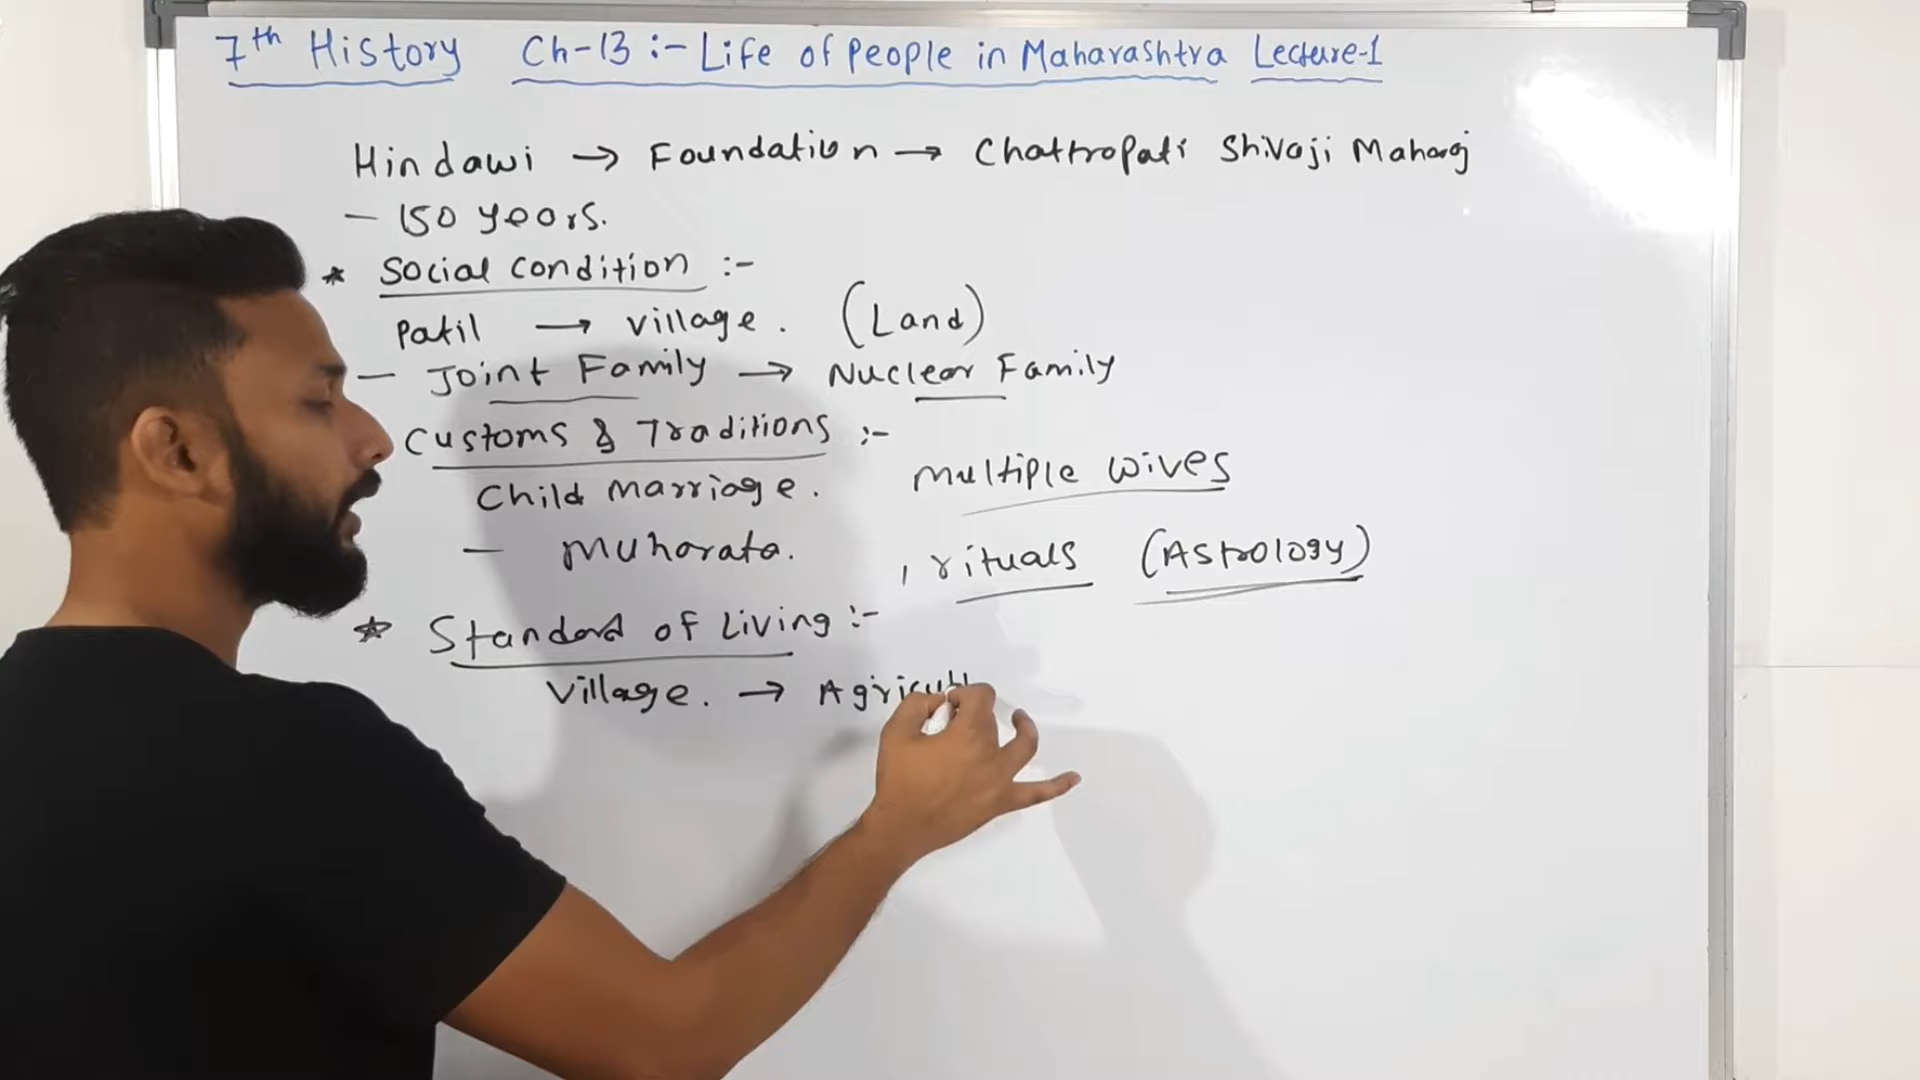 7th History Ch-13 :- Life of People in Maharashtra Lecture-1
Hindawi → Foundation → Chattropati Shivaji Maharaj
- 150 years.
* Social condition :-
Patil → village. (Land)
- Joint Family → Nuclear Family
Customs & Traditions :-
Child Marriage. Multiple wives
- Muhorata. , rituals (Astrology)
* Standard of Living :-
Village. → Agricult